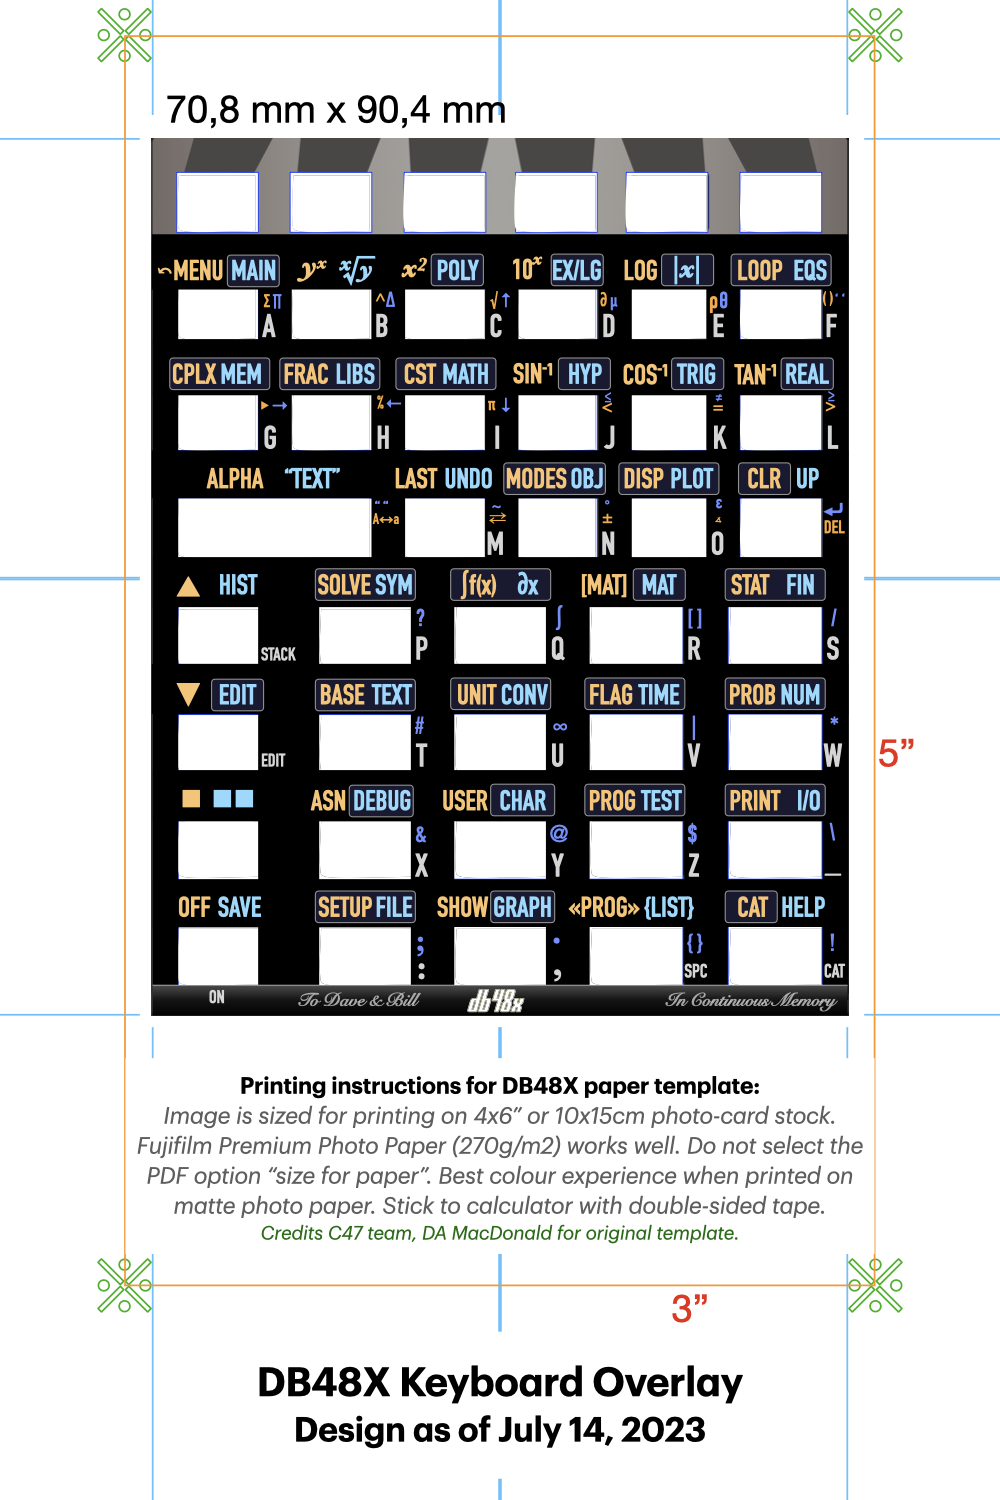 70,8 mm x 90,4 mm
MENU MAIN yˣ ˣ√y x² POLY 10ˣ EX/LG LOG |x| LOOP EQS
Σ Π ^ Δ √ ↑ ∂ μ ρ θ ( )
A B C D E F
CPLX MEM FRAC LIBS CST MATH SIN⁻¹ HYP COS⁻¹ TRIG TAN⁻¹ REAL
▸ → % ← π ↓ ≤ < ≠ = ≥ >
G H I J K L
ALPHA “TEXT” LAST UNDO MODES OBJ DISP PLOT CLR UP
“ “ ~ ° ε ↵
A↔a ⇄ ± DEL
M N O
▲ HIST SOLVE SYM ∫f(x) ∂x [MAT] MAT STAT FIN
? ∫ [ ] /
STACK P Q R S
▼ EDIT BASE TEXT UNIT CONV FLAG TIME PROB NUM
# ∞ | *
EDIT T U V W
■ ■■ ASN DEBUG USER CHAR PROG TEST PRINT I/O
& @ $ \
X Y Z _
OFF SAVE SETUP FILE SHOW GRAPH «PROG» {LIST} CAT HELP
; • { } !
: , SPC CAT
ON To Dave & Bill db48x In Continuous Memory
5”
Printing instructions for DB48X paper template:
Image is sized for printing on 4x6” or 10x15cm photo-card stock.
Fujifilm Premium Photo Paper (270g/m2) works well. Do not select the
PDF option “size for paper”. Best colour experience when printed on
matte photo paper. Stick to calculator with double-sided tape.
Credits C47 team, DA MacDonald for original template.
3”
DB48X Keyboard Overlay
Design as of July 14, 2023